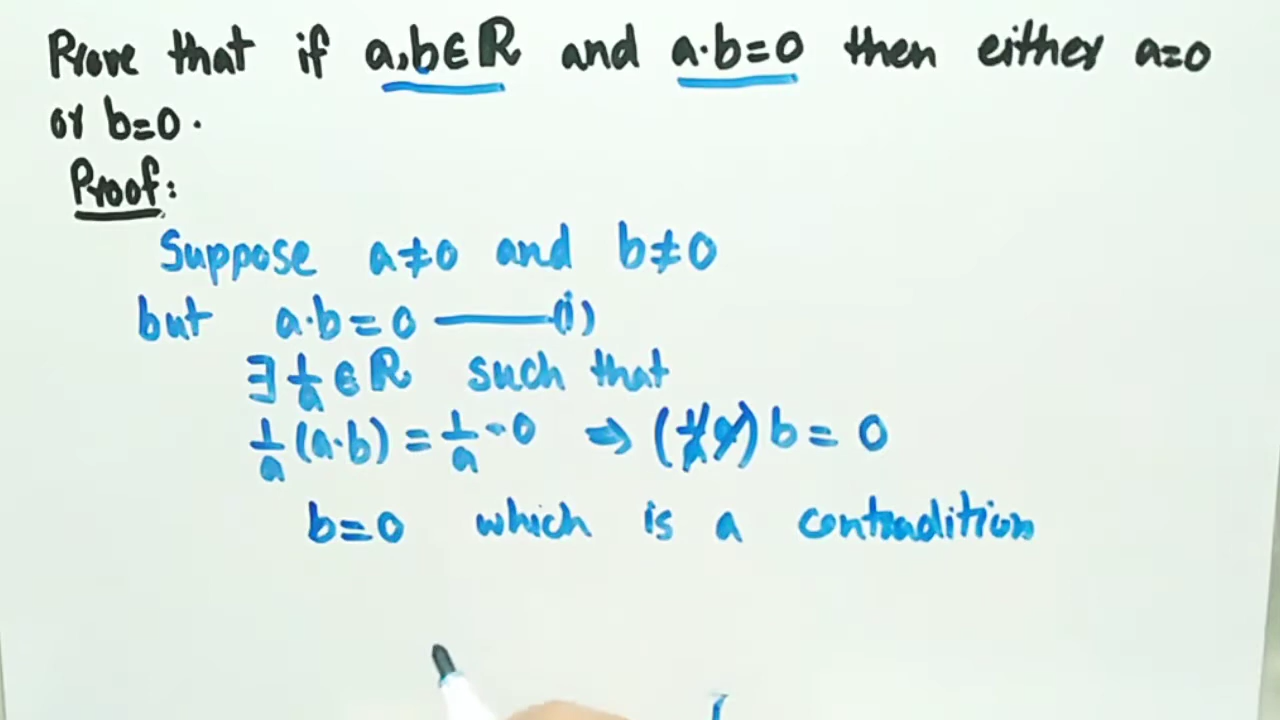 Prove that if a,b∈ℝ and a·b=0 then either a=0
or b=0.
Proof:
Suppose a≠0 and b≠0
but a·b=0 ——(i)
∃ 1/a ∈ ℝ such that
1/a (a·b) = 1/a · 0 ⇒ (1/a a) b = 0
b=0 which is a contradition